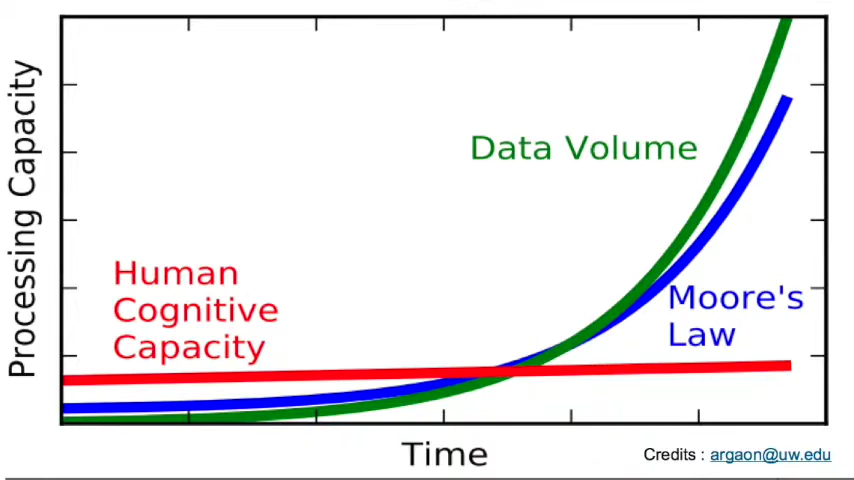 Processing Capacity
Data Volume
Human
Cognitive
Capacity
Moore's
Law
Time
Credits : argaon@uw.edu